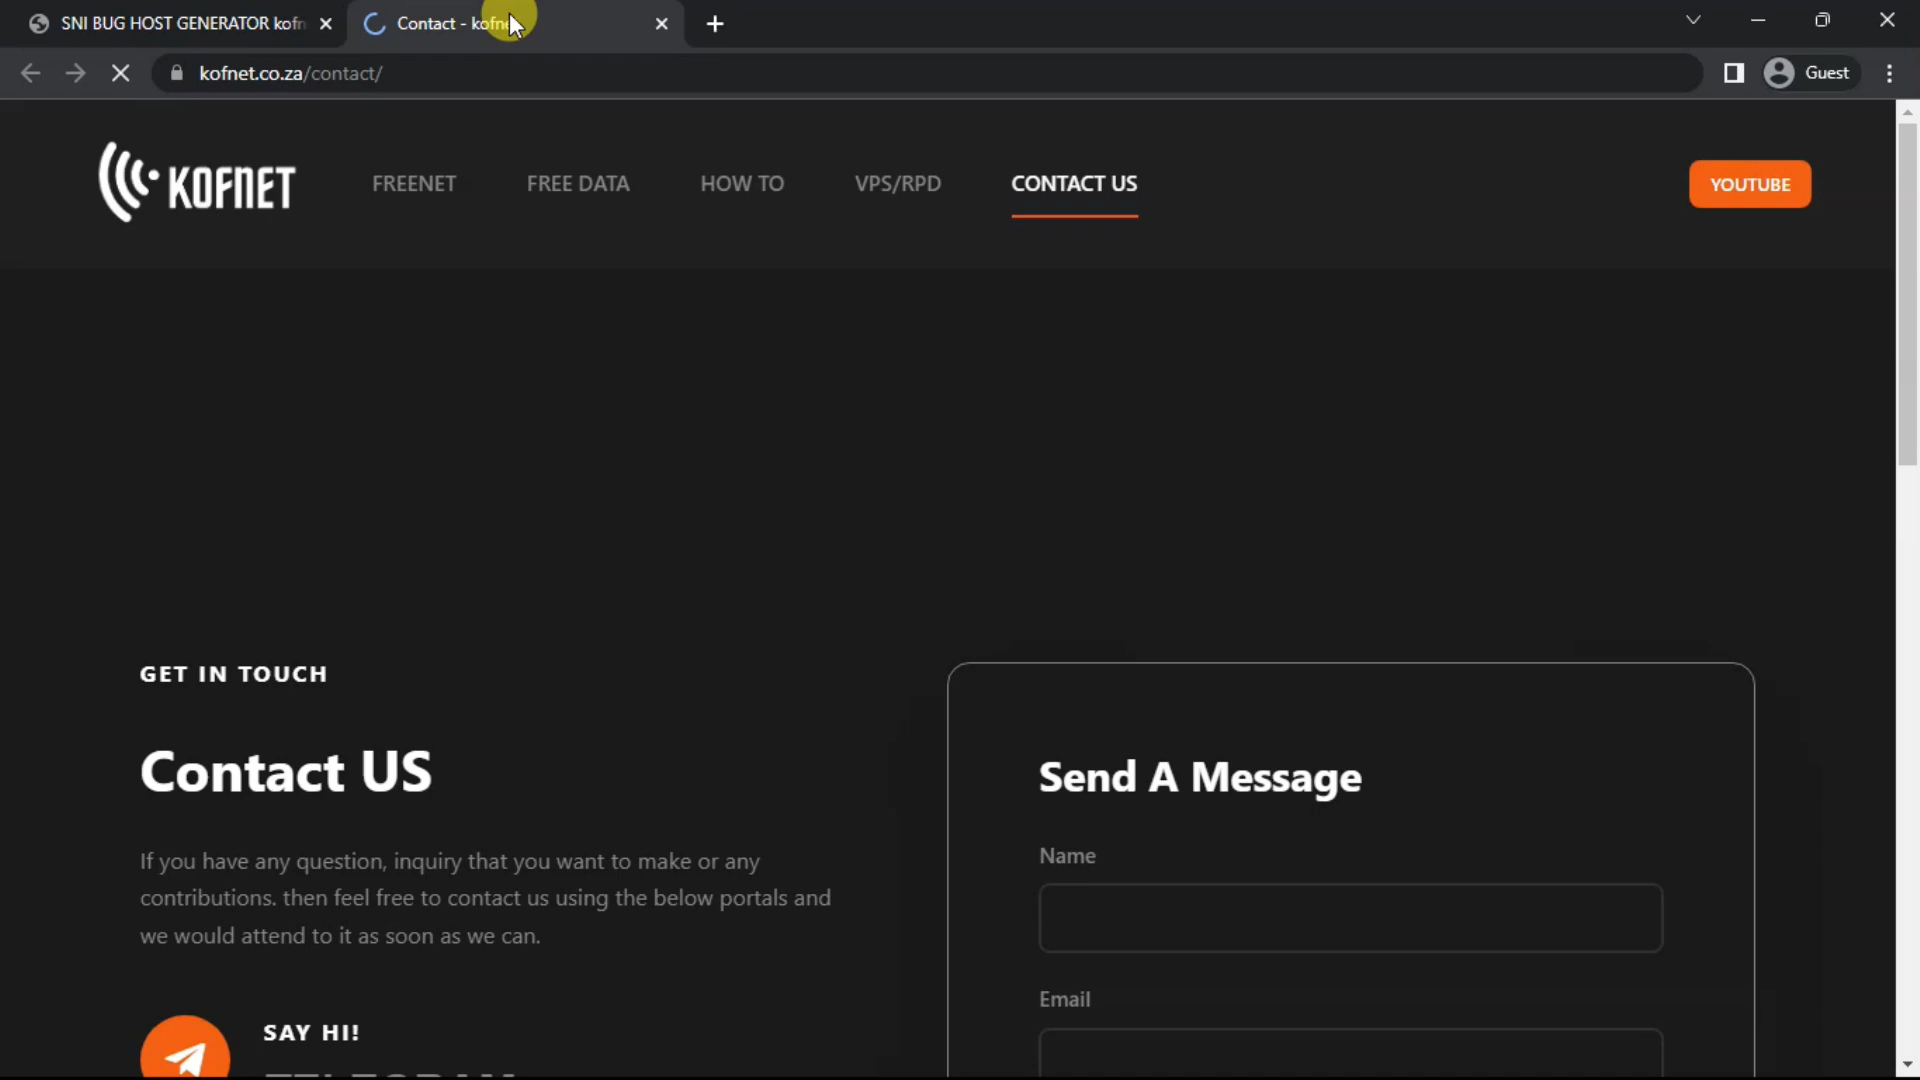 SNI BUG HOST GENERATOR kofn
Contact - kofne
kofnet.co.za/contact/
Guest
KOFNET
FREENET
FREE DATA
HOW TO
VPS/RPD
CONTACT US
YOUTUBE
GET IN TOUCH
Contact US
If you have any question, inquiry that you want to make or any
contributions. then feel free to contact us using the below portals and
we would attend to it as soon as we can.
SAY HI!
Send A Message
Name
Email